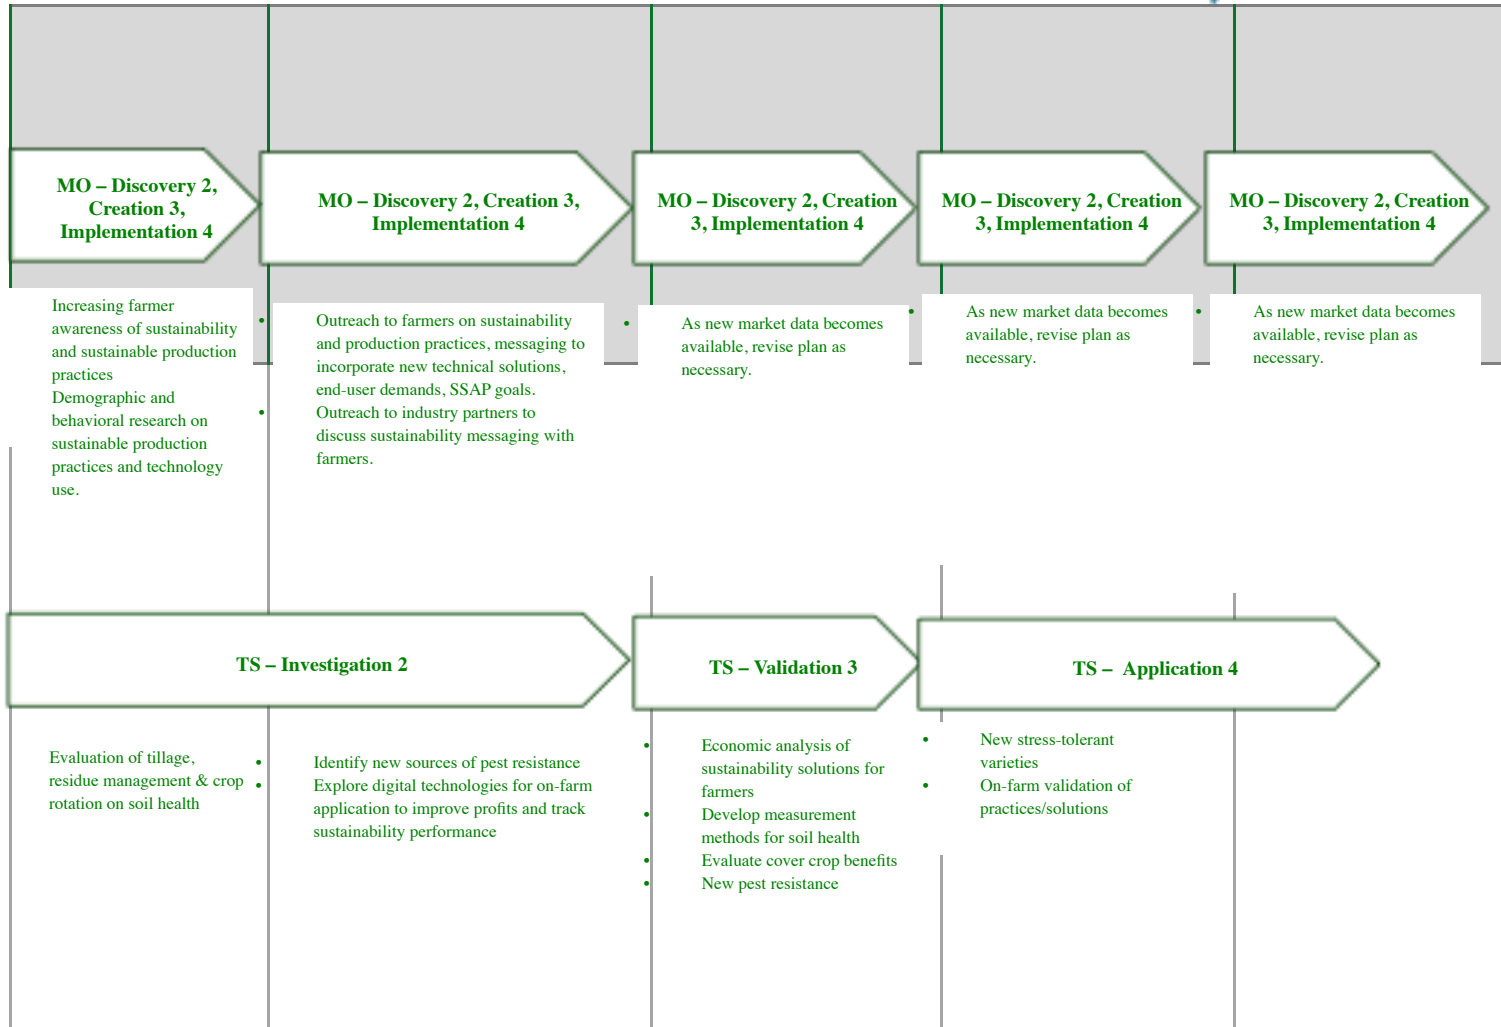 MO – Discovery 2,
Creation 3,
Implementation 4
MO – Discovery 2, Creation 3,
Implementation 4
MO – Discovery 2, Creation
3, Implementation 4
MO – Discovery 2, Creation
3, Implementation 4
MO – Discovery 2, Creation
3, Implementation 4
Increasing farmer
awareness of sustainability
and sustainable production
practices
Demographic and
behavioral research on
sustainable production
practices and technology
use.
• Outreach to farmers on sustainability
and production practices, messaging to
incorporate new technical solutions,
end-user demands, SSAP goals.
• Outreach to industry partners to
discuss sustainability messaging with
farmers.
• As new market data becomes
available, revise plan as
necessary.
• As new market data becomes
available, revise plan as
necessary.
• As new market data becomes
available, revise plan as
necessary.
TS – Investigation 2
TS – Validation 3
TS – Application 4
Evaluation of tillage,
residue management & crop
rotation on soil health
• Identify new sources of pest resistance
• Explore digital technologies for on-farm
application to improve profits and track
sustainability performance
• Economic analysis of
sustainability solutions for
farmers
• Develop measurement
methods for soil health
• Evaluate cover crop benefits
• New pest resistance
• New stress-tolerant
varieties
• On-farm validation of
practices/solutions